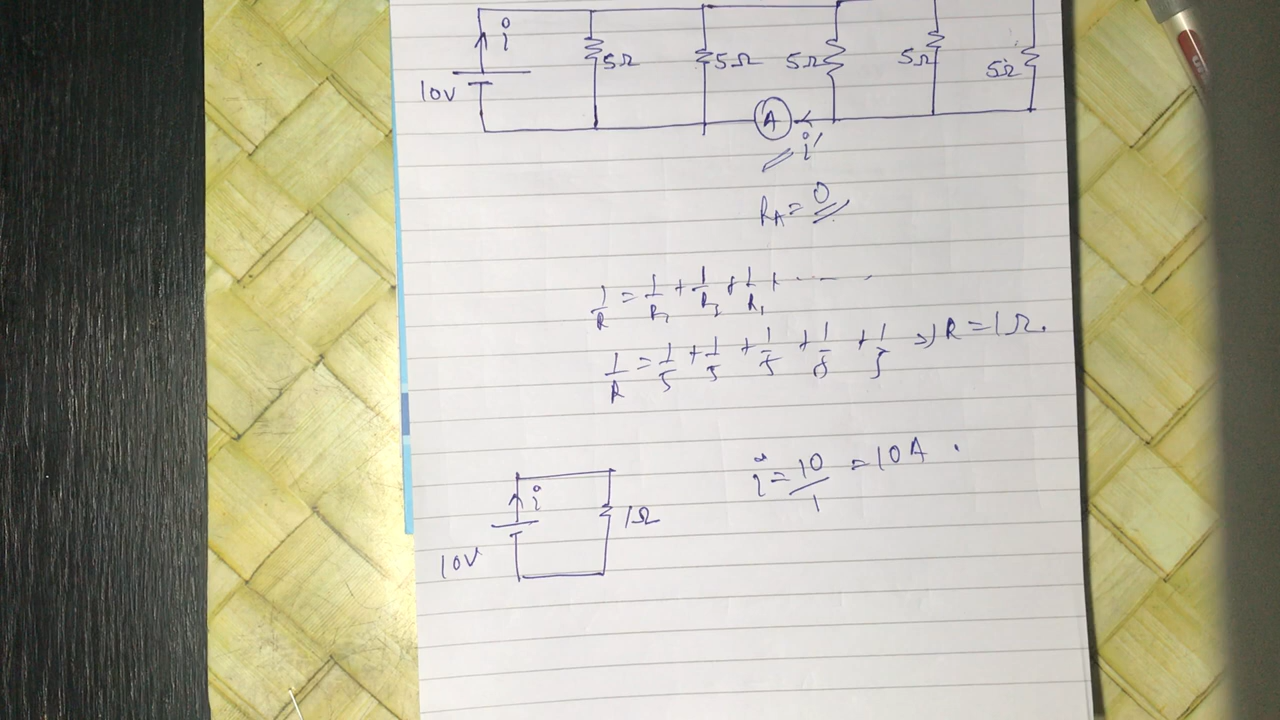 i
5Ω 5Ω 5Ω 5Ω 5Ω
10V
A
i'
R_A = 0
1/R = 1/R₁ + 1/R₂ + 1/R₁ + ......
1/R = 1/5 + 1/5 + 1/5 + 1/5 + 1/5 ⇒ R = 1Ω.
i = 10/1 = 10A .
i
1Ω
10V